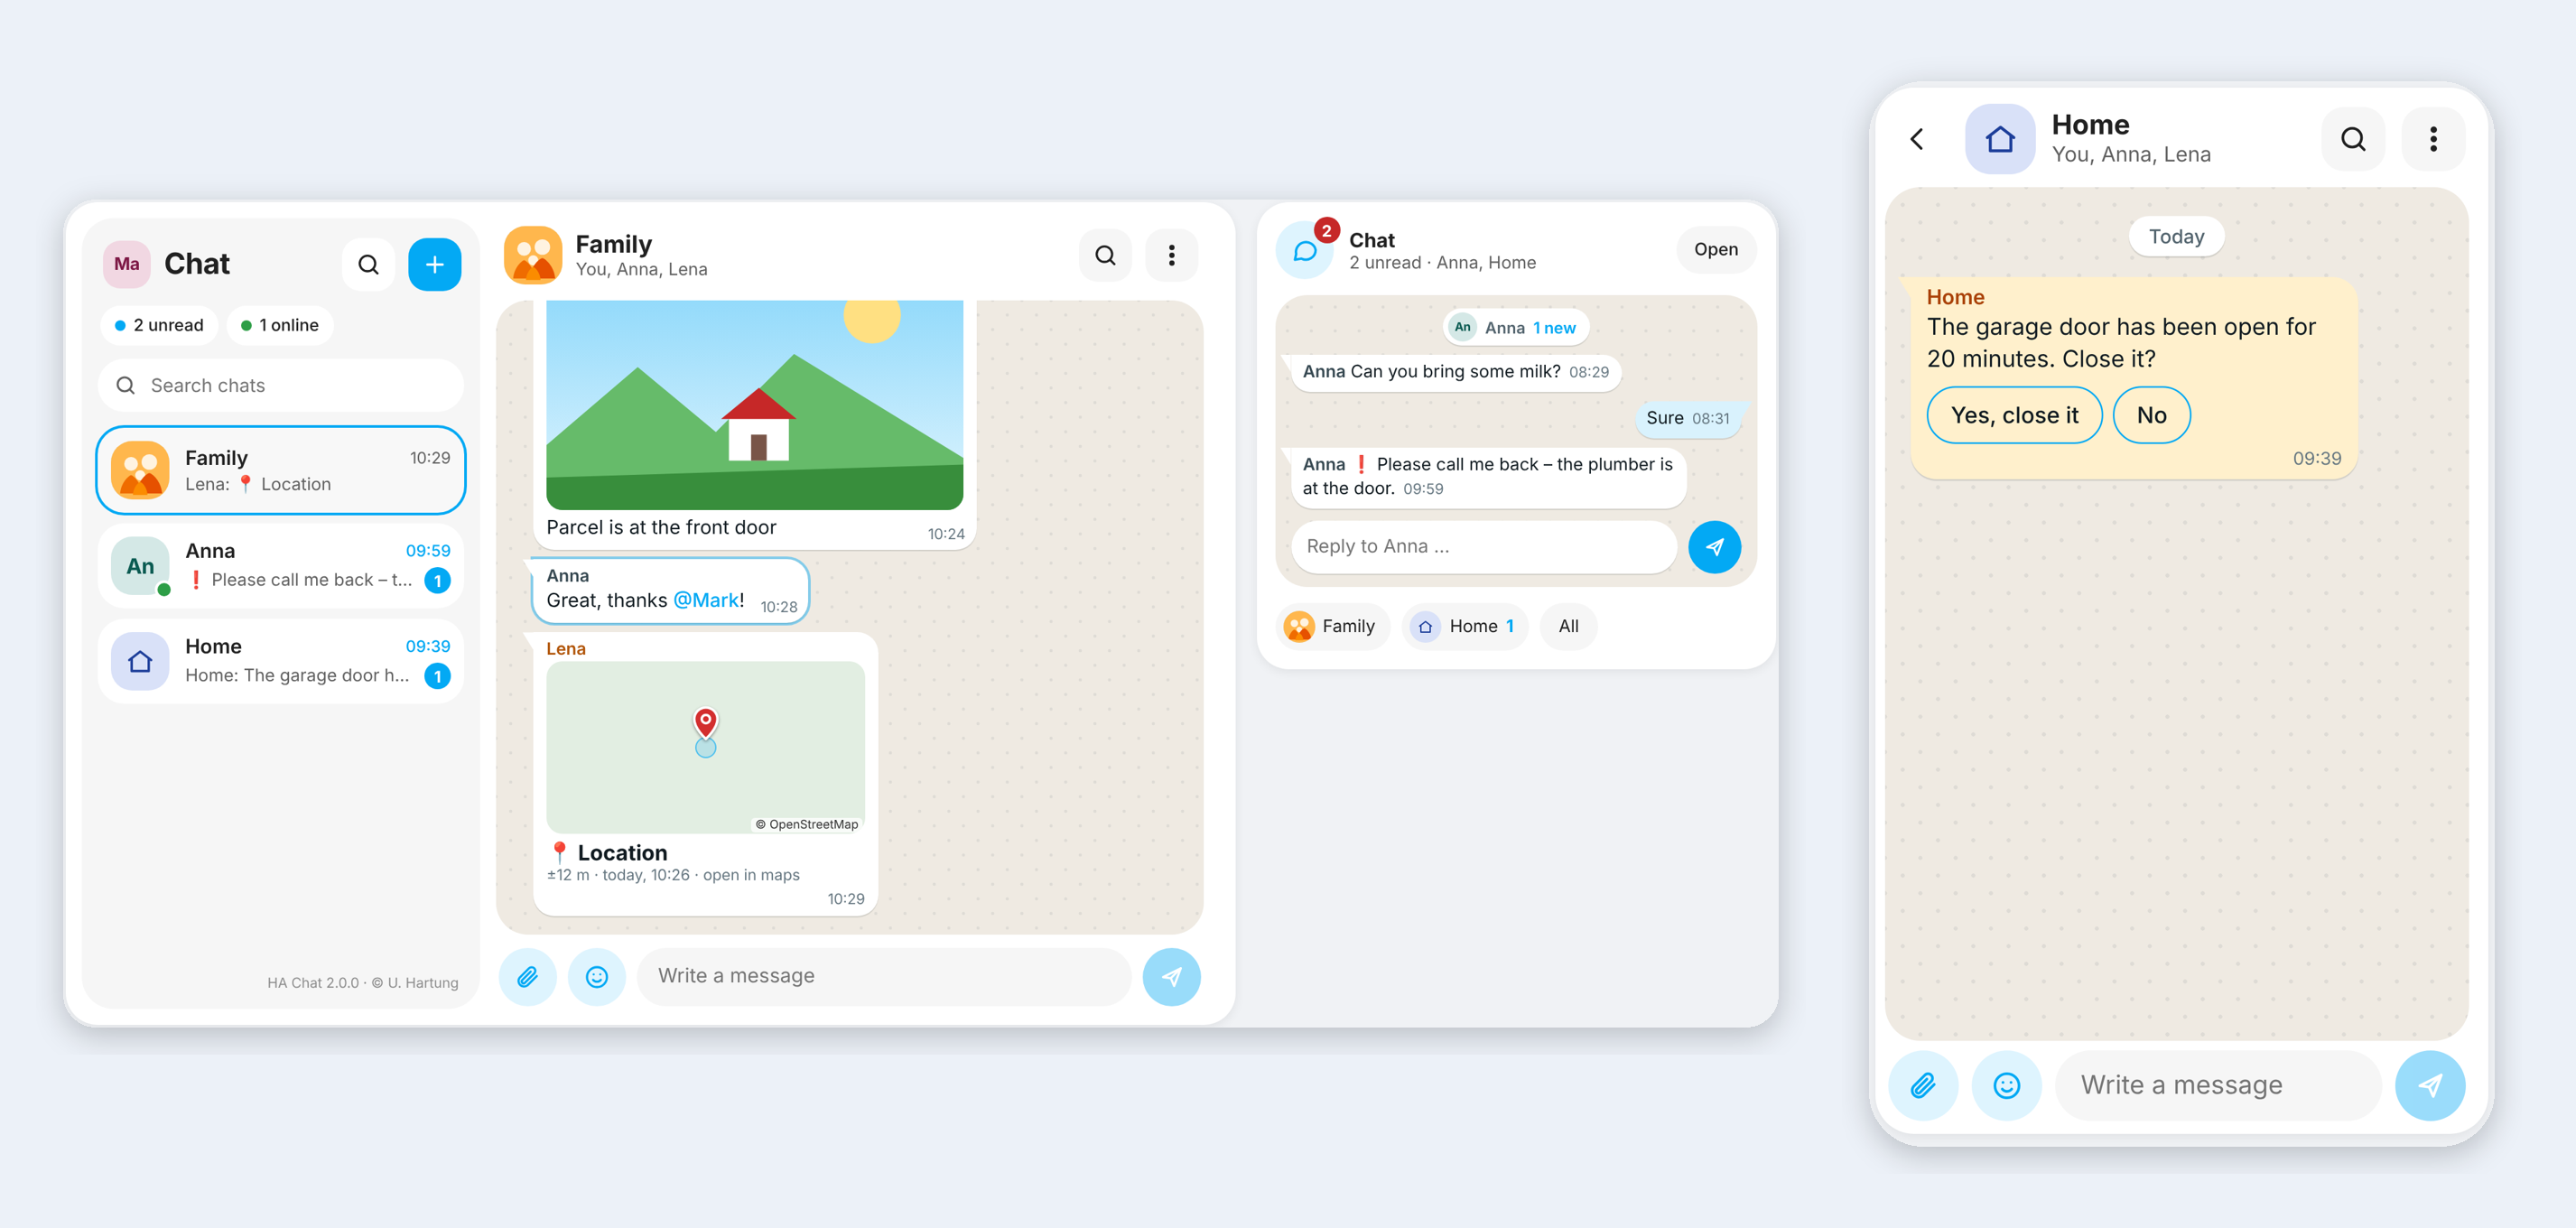 Ma
Chat
2 unread
1 online
Search chats
Family
10:29
Lena: 📍 Location
An
Anna
09:59
❗ Please call me back – t...
1
Home
09:39
Home: The garage door h...
1
HA Chat 2.0.0 · © U. Hartung
Family
You, Anna, Lena
Parcel is at the front door
10:24
Anna
Great, thanks @Mark!
10:28
Lena
© OpenStreetMap
📍 Location
±12 m · today, 10:26 · open in maps
10:29
Write a message
2
Chat
2 unread · Anna, Home
Open
An Anna 1 new
Anna Can you bring some milk? 08:29
Sure 08:31
Anna ❗ Please call me back – the plumber is
at the door. 09:59
Reply to Anna ...
Family
Home 1
All
Home
You, Anna, Lena
Today
Home
The garage door has been open for
20 minutes. Close it?
Yes, close it
No
09:39
Write a message